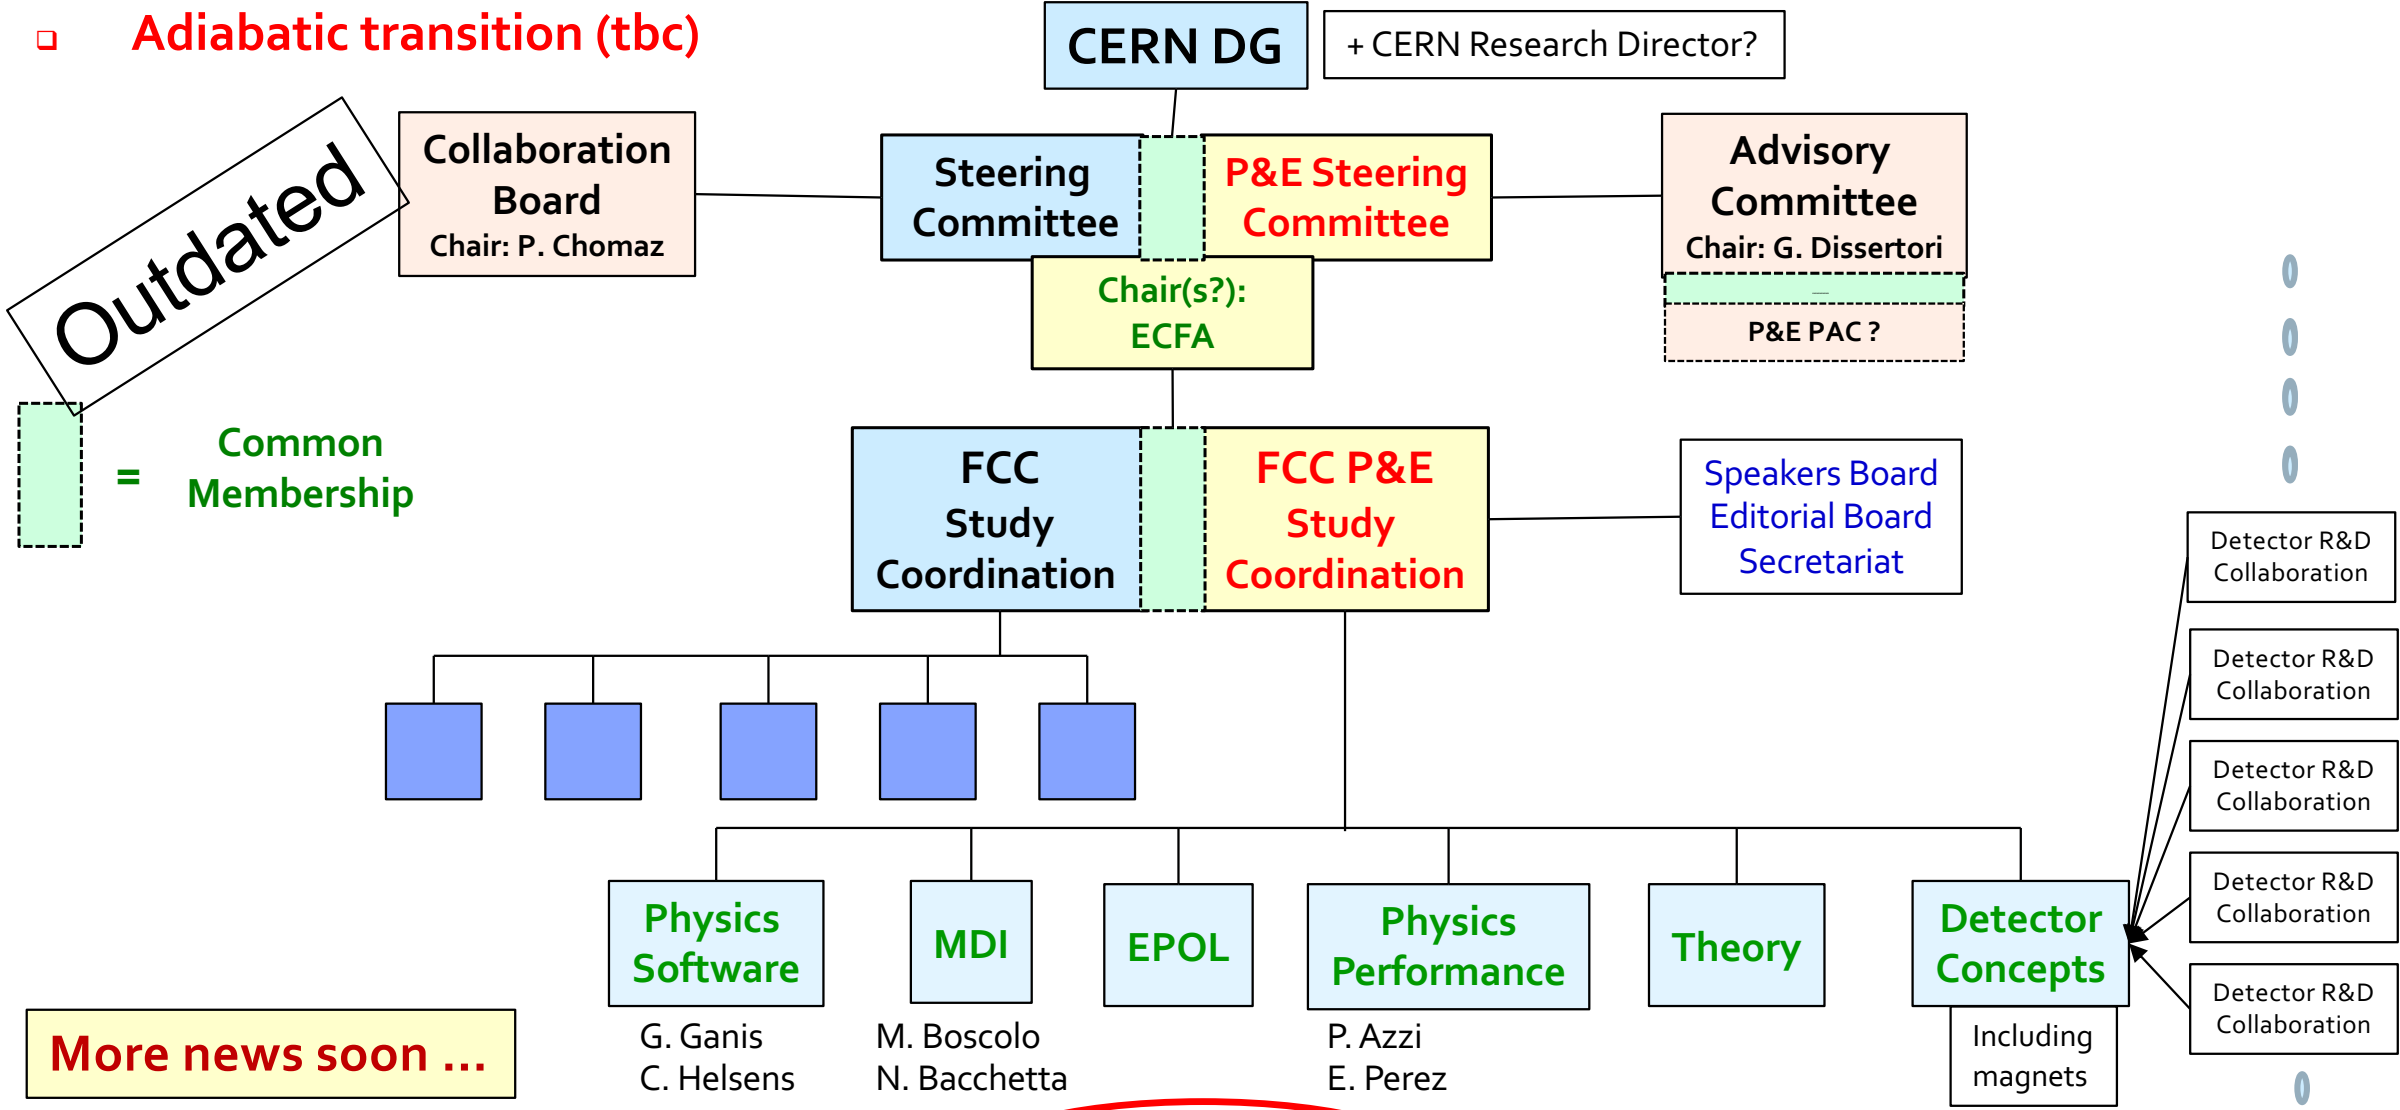 Adiabatic transition (tbc)
CERN DG
+ CERN Research Director?
Outdated
Collaboration
Board
Chair: P. Chomaz
Steering
Committee
P&E Steering
Committee
Advisory
Committee
Chair: G. Dissertori
P&E PAC ?
Chair(s?):
ECFA
=
Common
Membership
FCC
Study
Coordination
FCC P&E
Study
Coordination
Speakers Board
Editorial Board
Secretariat
Detector R&D
Collaboration
Detector R&D
Collaboration
Detector R&D
Collaboration
Detector R&D
Collaboration
Detector R&D
Collaboration
Physics
Software
MDI
EPOL
Physics
Performance
Theory
Detector
Concepts
G. Ganis
C. Helsens
M. Boscolo
N. Bacchetta
P. Azzi
E. Perez
Including
magnets
More news soon ...